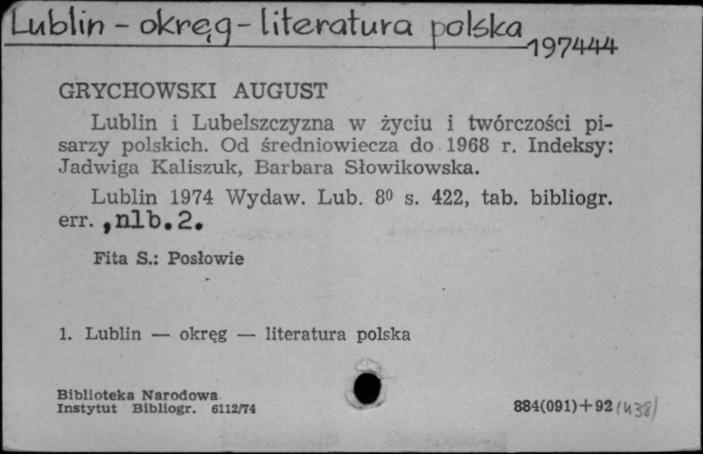 Lublin - okręg - literatura polska
197444
GRYCHOWSKI AUGUST
Lublin i Lubelszczyzna w życiu i twórczości pi-
sarzy polskich. Od średniowiecza do 1968 r. Indeksy:
Jadwiga Kaliszuk, Barbara Słowikowska.
Lublin 1974 Wydaw. Lub. 8⁰ s. 422, tab. bibliogr.
err. ,nlb.2.
Fita S.: Posłowie
1. Lublin — okręg — literatura polska
Biblioteka Narodowa
Instytut Bibliogr. 6112/74
884(091)+92 (438)